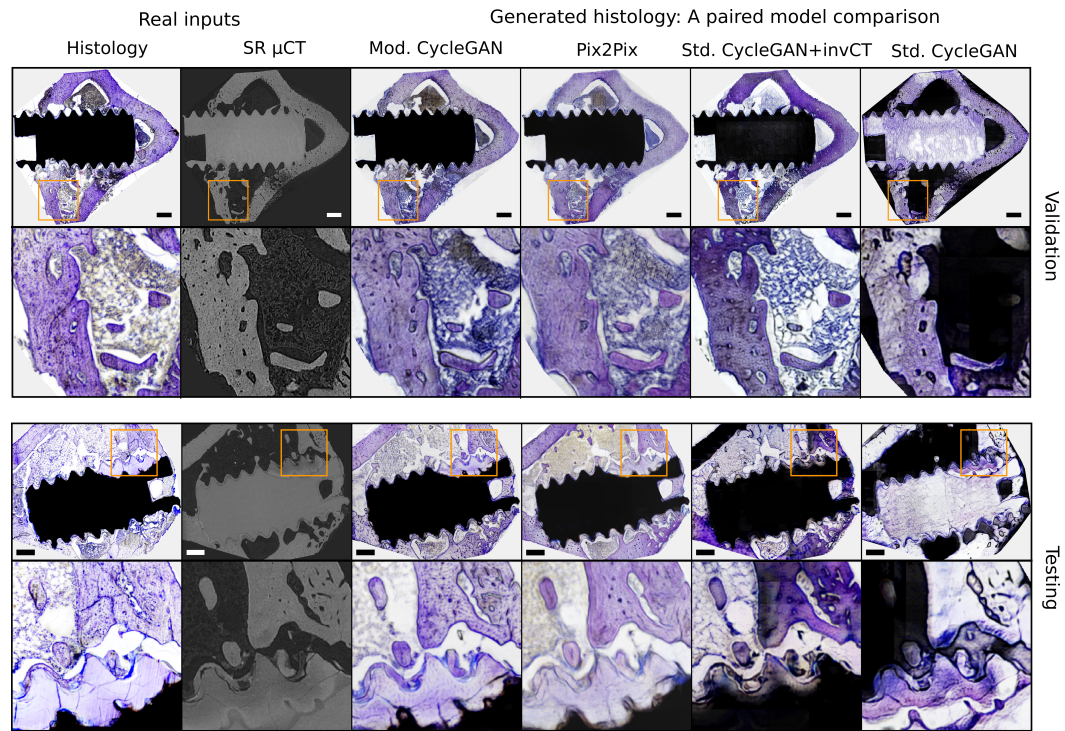 Real inputs
Generated histology: A paired model comparison
Histology
SR µCT
Mod. CycleGAN
Pix2Pix
Std. CycleGAN+invCT
Std. CycleGAN
Validation
Testing